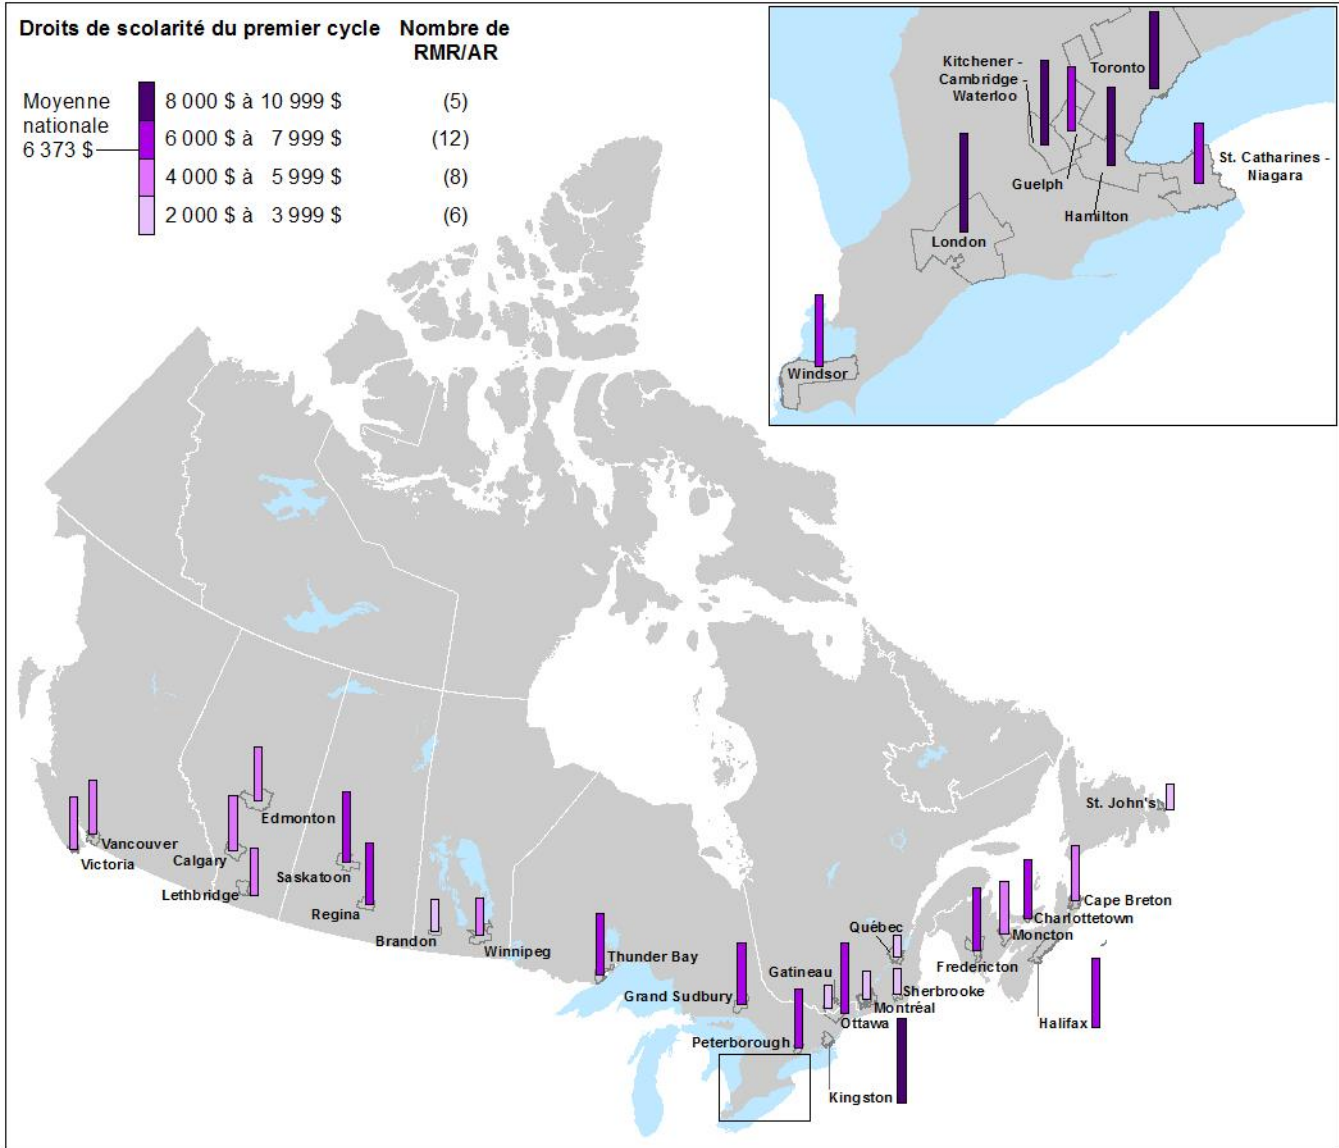 Droits de scolarité du premier cycle
Nombre de
RMR/AR
Moyenne
nationale
6 373 $
8 000 $ à 10 999 $ (5)
6 000 $ à 7 999 $ (12)
4 000 $ à 5 999 $ (8)
2 000 $ à 3 999 $ (6)
Kitchener -
Cambridge -
Waterloo
Toronto
Guelph
Hamilton
St. Catharines -
Niagara
London
Windsor
Edmonton
Vancouver
Victoria
Calgary
Lethbridge
Saskatoon
Regina
Brandon
Winnipeg
Thunder Bay
Grand Sudbury
Peterborough
Gatineau
Ottawa
Kingston
Montréal
Sherbrooke
Québec
Fredericton
Moncton
Charlottetown
Cape Breton
Halifax
St. John's